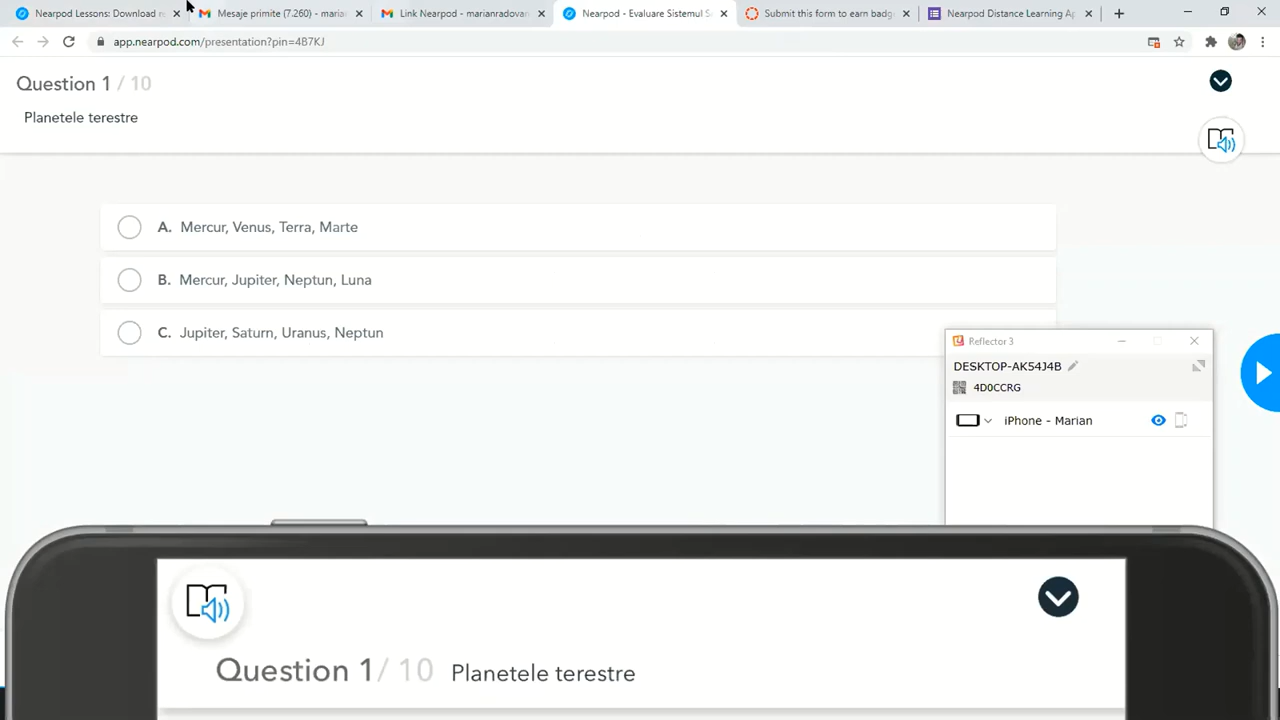 Nearpod Lessons: Download re
Mesaje primite (7.260) - marian
Link Nearpod - marianradovan
Nearpod - Evaluare Sistemul S
Submit this form to earn badg
Nearpod Distance Learning Ap
app.nearpod.com/presentation?pin=4B7KJ
Question 1 / 10
Planetele terestre
A. Mercur, Venus, Terra, Marte
B. Mercur, Jupiter, Neptun, Luna
C. Jupiter, Saturn, Uranus, Neptun
Reflector 3
DESKTOP-AK54J4B
4D0CCRG
iPhone - Marian
Question 1 / 10 Planetele terestre